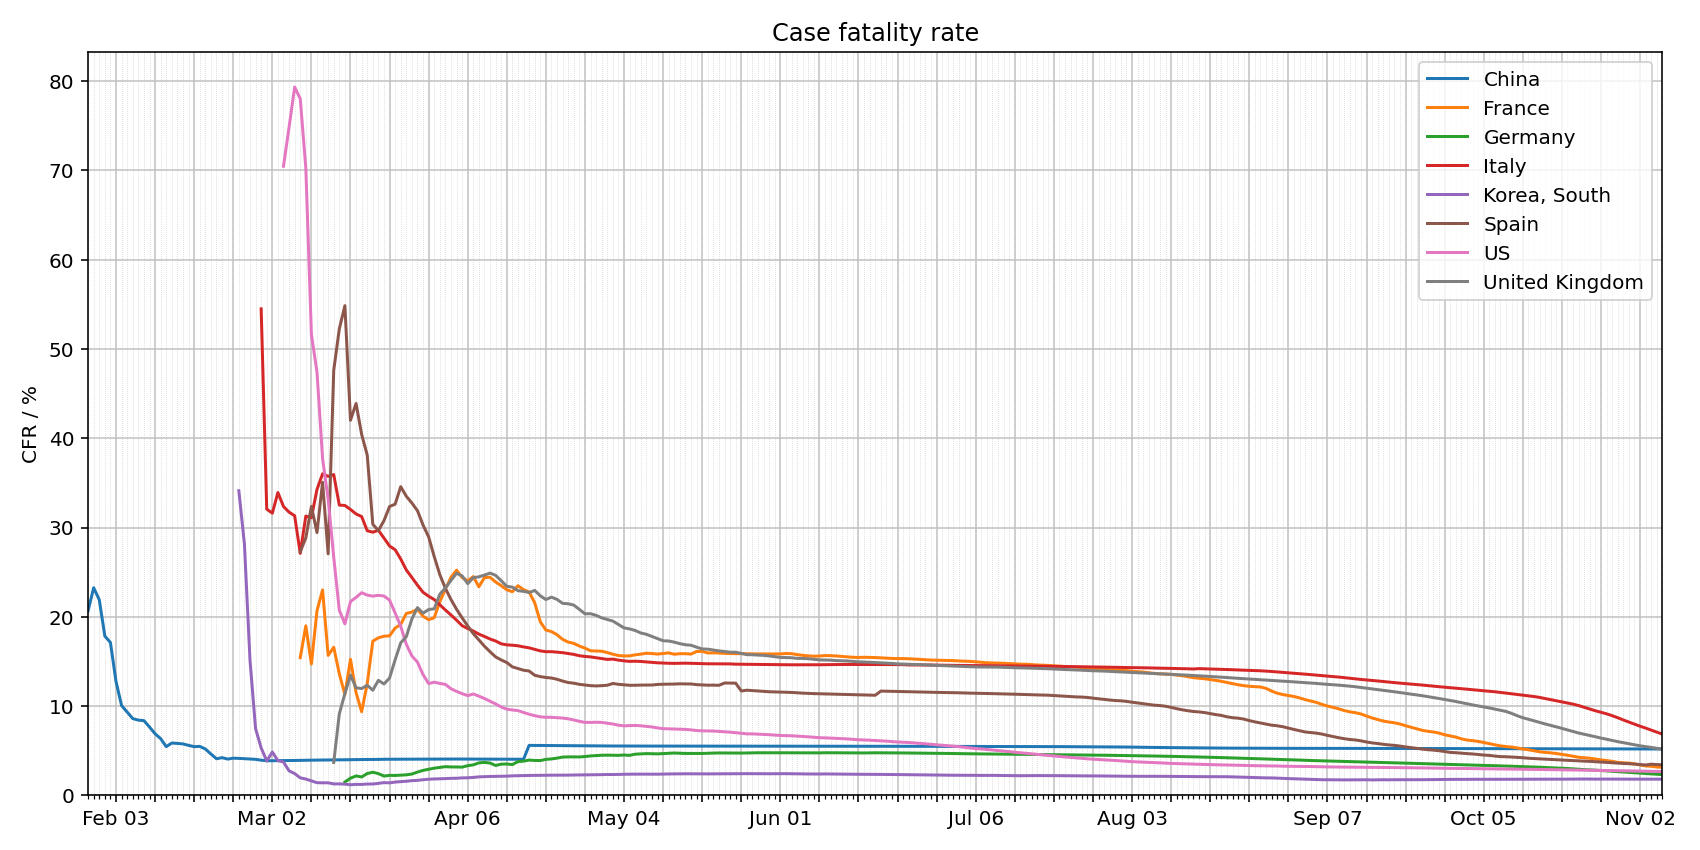 Case fatality rate
CFR / %
80
70
60
50
40
30
20
10
0
China
France
Germany
Italy
Korea, South
Spain
US
United Kingdom
Feb 03 Mar 02 Apr 06 May 04 Jun 01 Jul 06 Aug 03 Sep 07 Oct 05 Nov 02